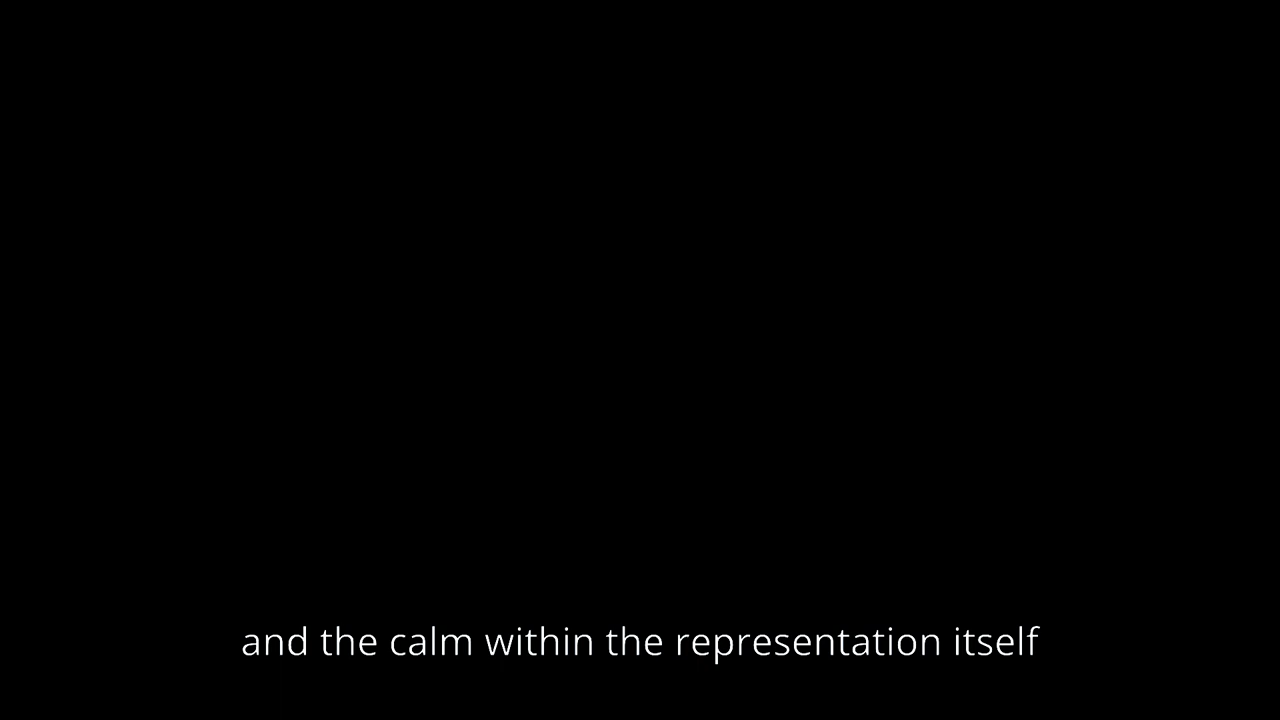 and the calm within the representation itself